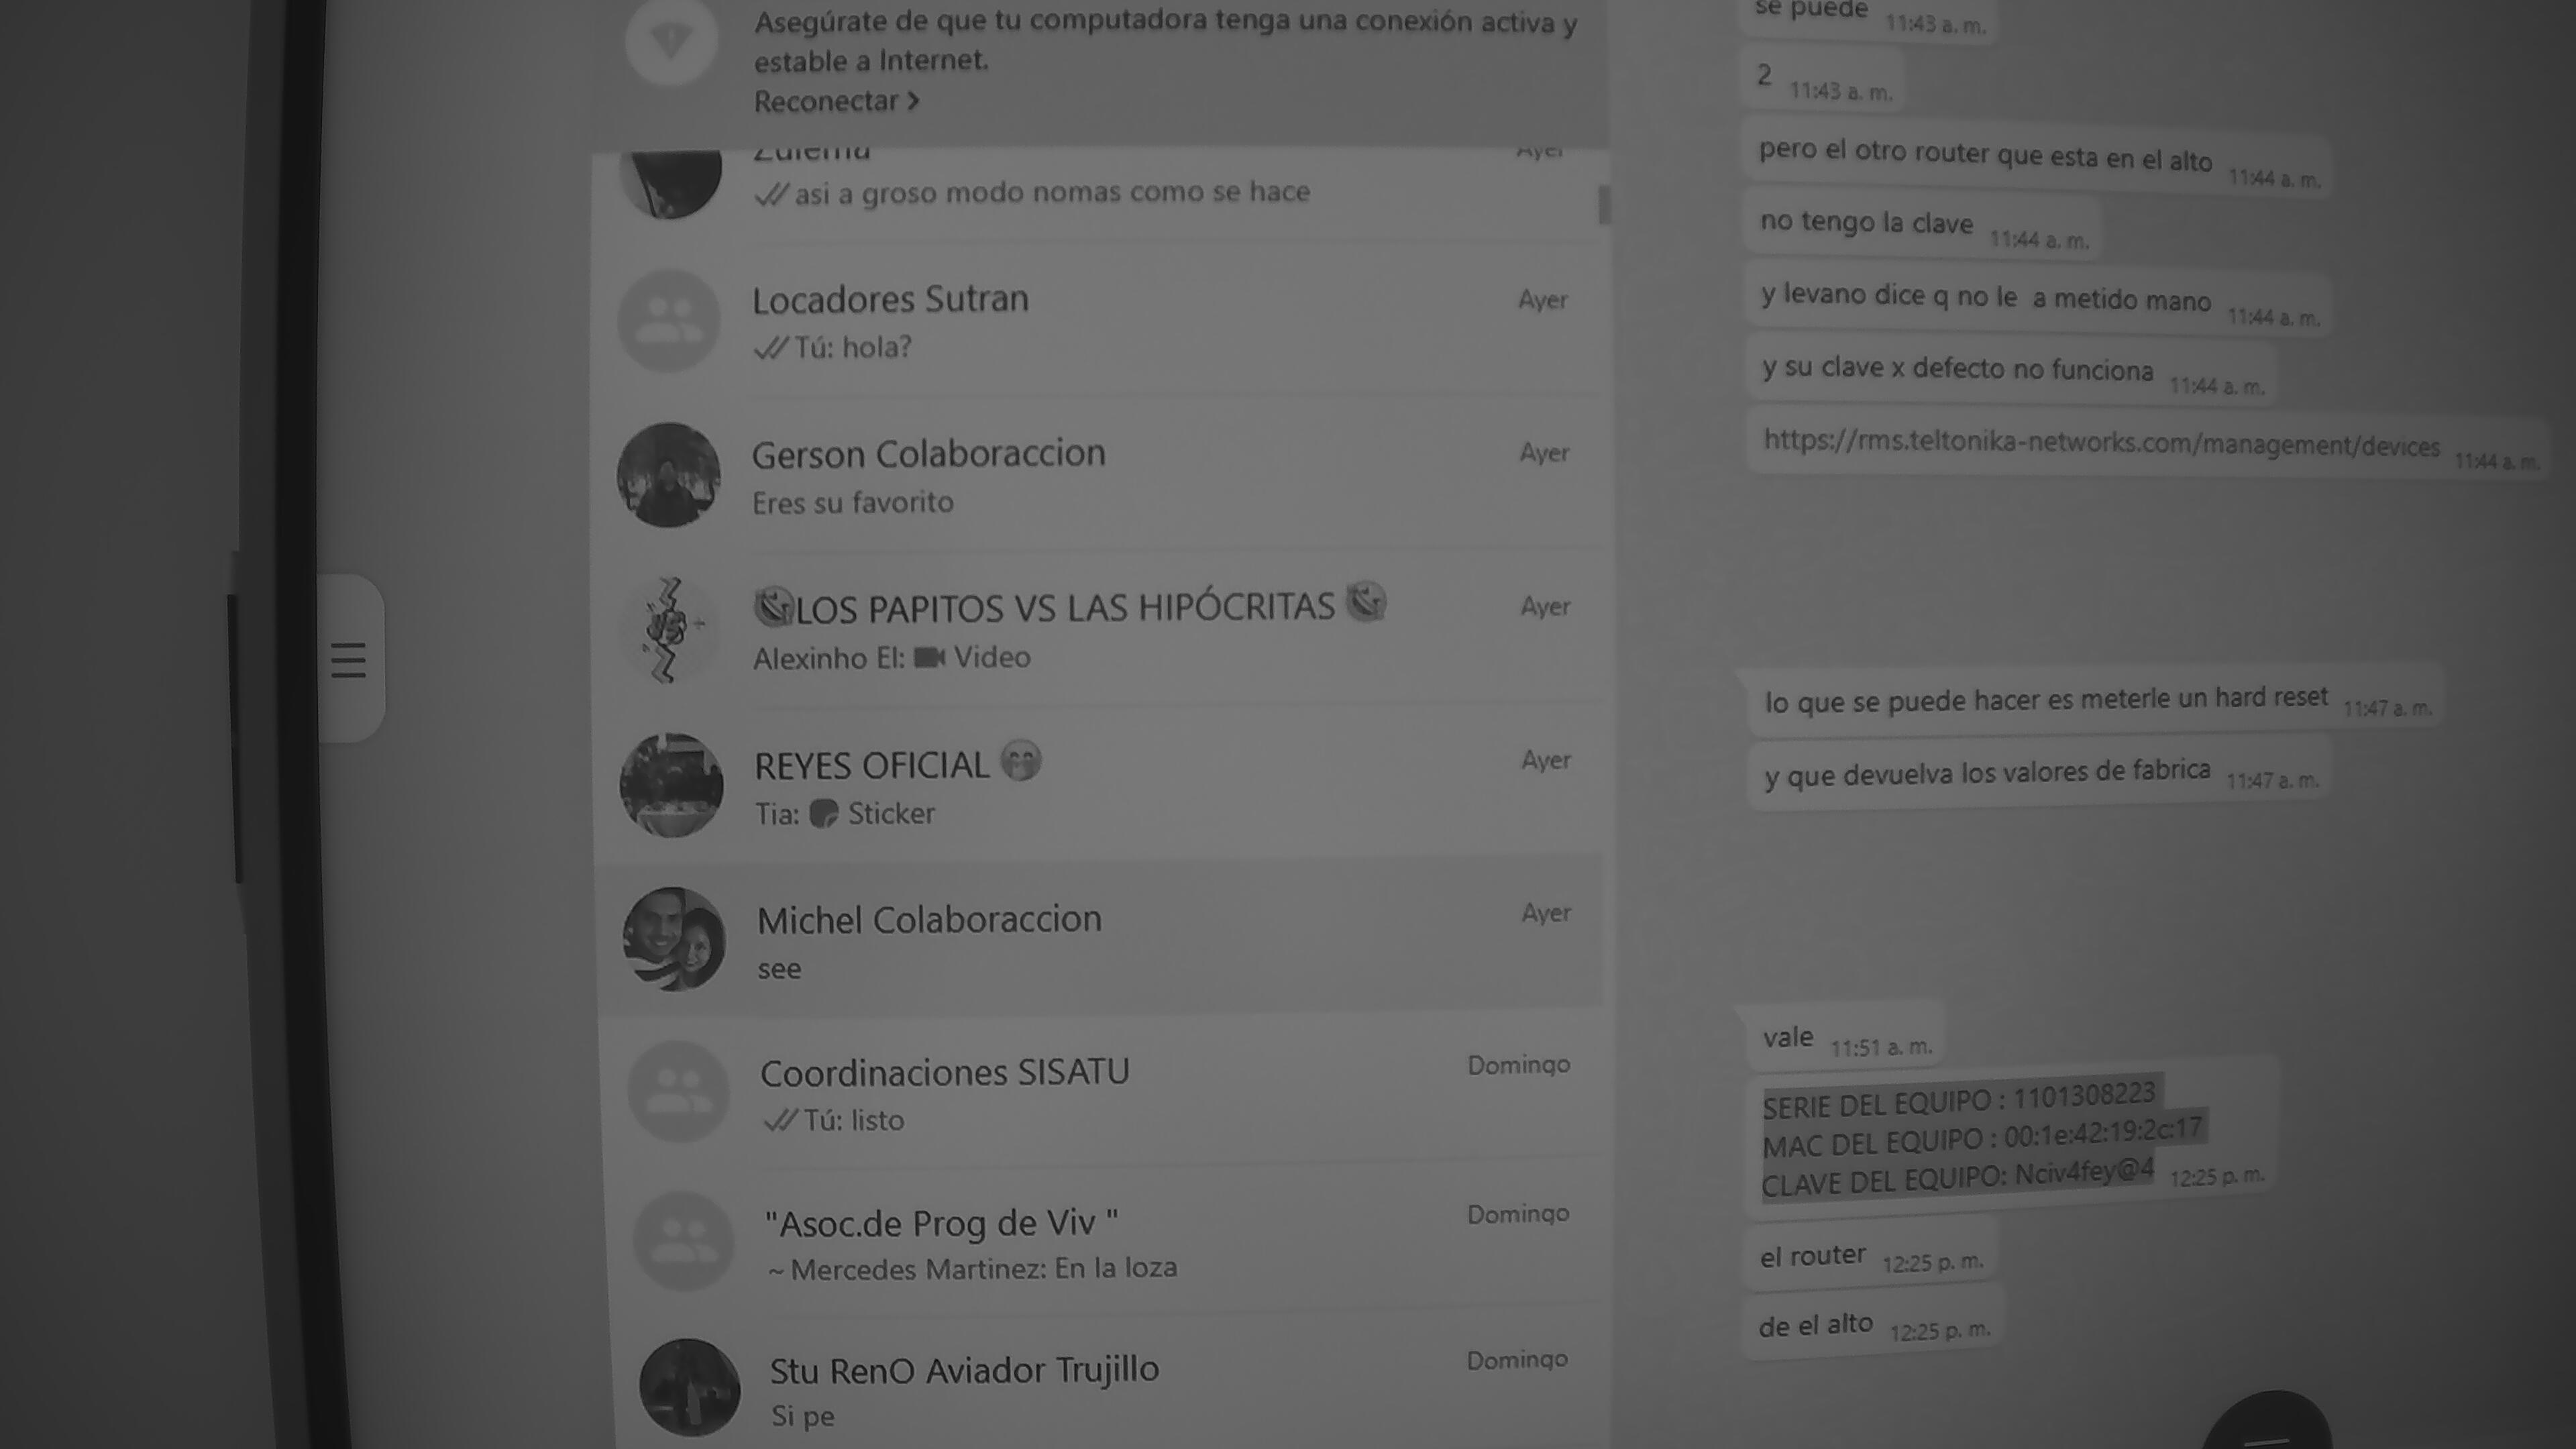 Asegúrate de que tu computadora tenga una conexión activa y
estable a Internet.
Reconectar >
Zulema
Ayer
asi a groso modo nomas como se hace
Locadores Sutran
Ayer
Tú: hola?
Gerson Colaboraccion
Ayer
Eres su favorito
LOS PAPITOS VS LAS HIPÓCRITAS
Ayer
Alexinho El: Video
REYES OFICIAL
Ayer
Tia: Sticker
Michel Colaboraccion
Ayer
see
Coordinaciones SISATU
Domingo
Tú: listo
"Asoc.de Prog de Viv "
Domingo
~ Mercedes Martinez: En la loza
Stu RenO Aviador Trujillo
Domingo
Si pe
se puede 11:43 a. m.
2 11:43 a. m.
pero el otro router que esta en el alto 11:44 a. m.
no tengo la clave 11:44 a. m.
y levano dice q no le a metido mano 11:44 a. m.
y su clave x defecto no funciona 11:44 a. m.
https://rms.teltonika-networks.com/management/devices 11:44 a. m.
lo que se puede hacer es meterle un hard reset 11:47 a. m.
y que devuelva los valores de fabrica 11:47 a. m.
vale 11:51 a. m.
SERIE DEL EQUIPO : 1101308223
MAC DEL EQUIPO : 00:1e:42:19:2c:17
CLAVE DEL EQUIPO: Nciv4fey@4 12:25 p. m.
el router 12:25 p. m.
de el alto 12:25 p. m.